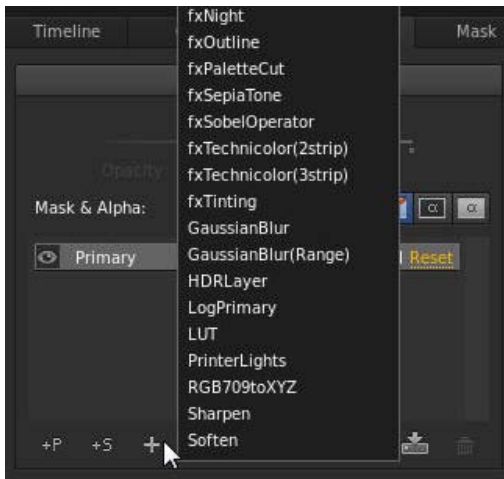 Timeline
Mask
fxNight
fxOutline
fxPaletteCut
fxSepiaTone
fxSobelOperator
fxTechnicolor(2strip)
fxTechnicolor(3strip)
fxTinting
GaussianBlur
GaussianBlur(Range)
HDRLayer
LogPrimary
LUT
PrinterLights
RGB709toXYZ
Sharpen
Soften
Opacity
Mask & Alpha:
α
α
Primary
Reset
+P
+S
+